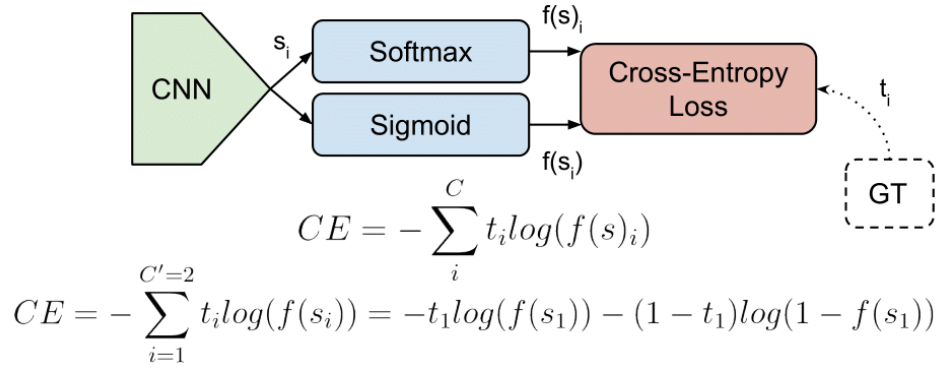 CNN
s_i
Softmax
f(s)_i
Sigmoid
f(s_i)
Cross-Entropy
Loss
t_i
GT
CE = -\sum_{i}^{C} t_i log(f(s)_i)
CE = -\sum_{i=1}^{C'=2} t_i log(f(s_i)) = -t_1 log(f(s_1)) - (1 - t_1) log(1 - f(s_1))